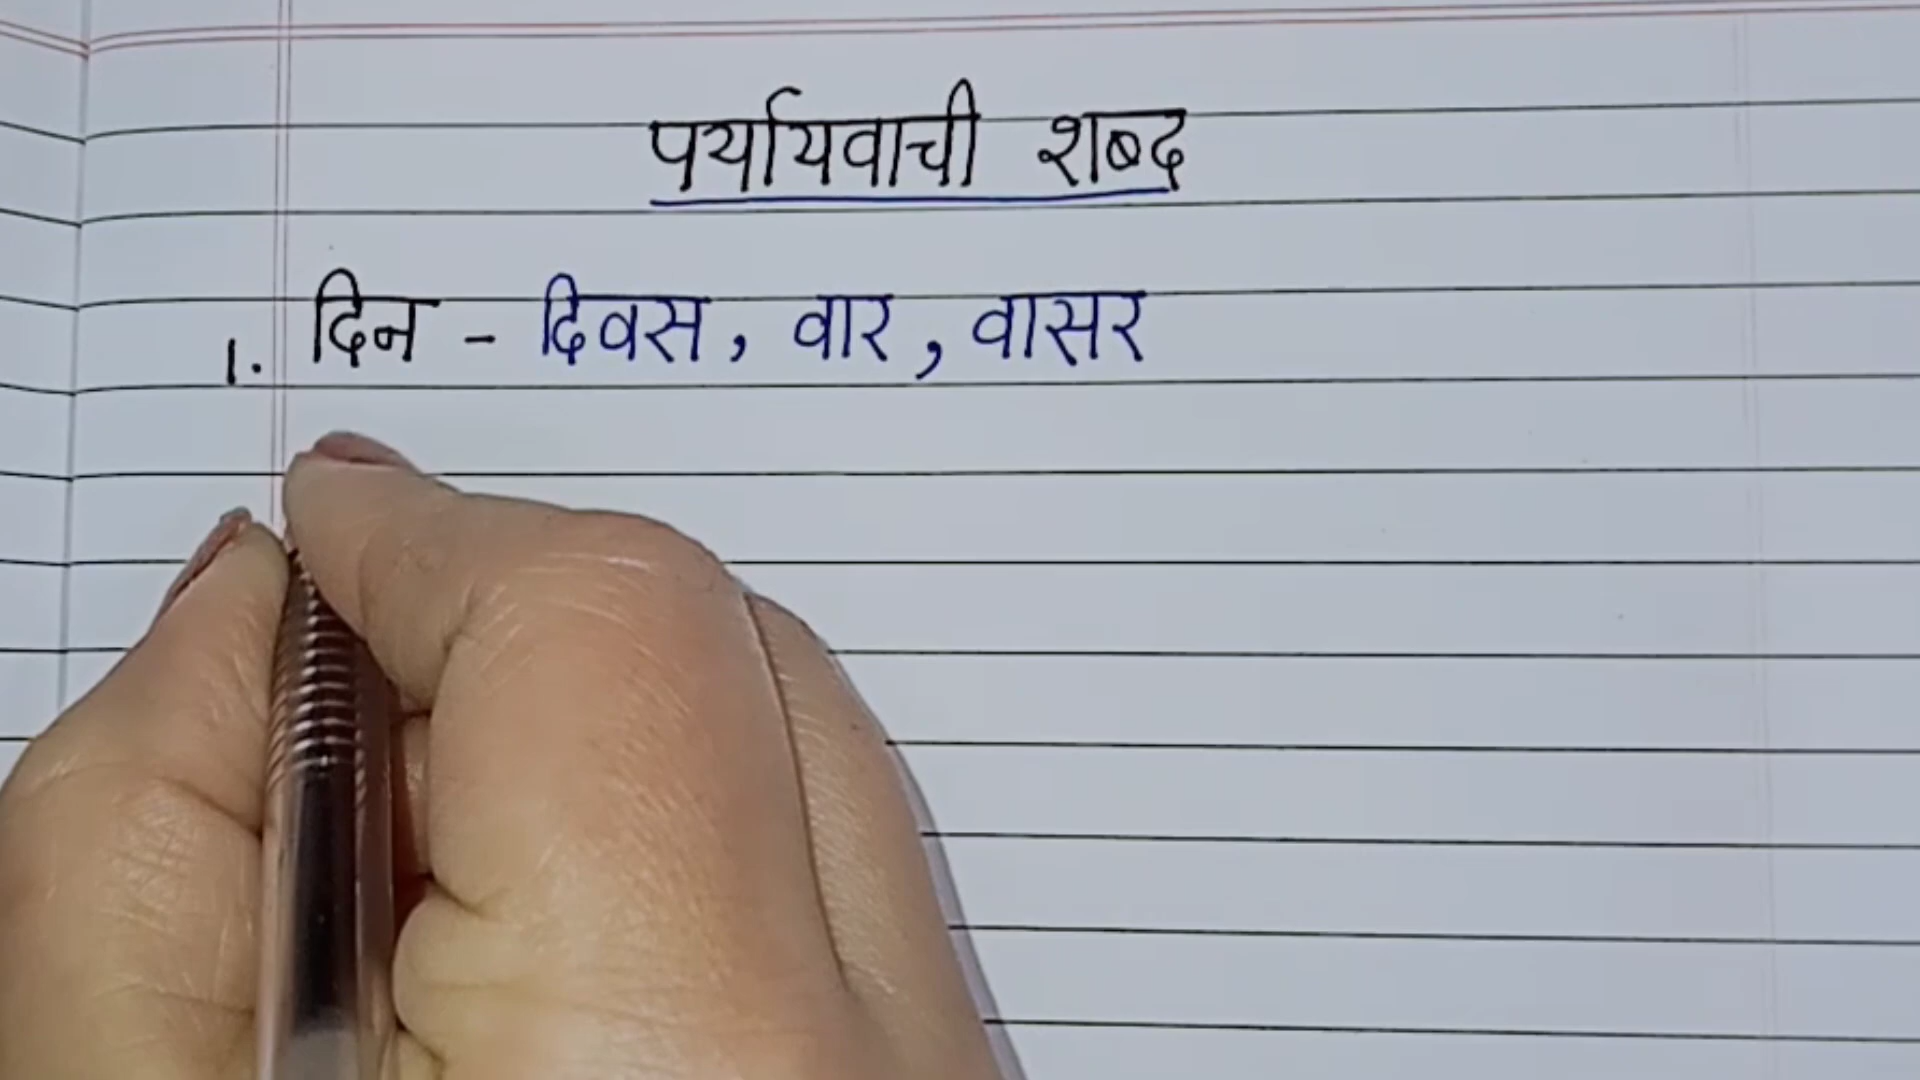 पर्यायवाची शब्द
1. दिन - दिवस, वार, वासर